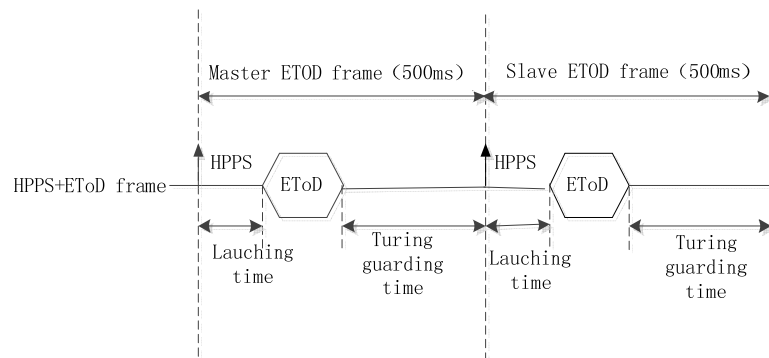 Master ETOD frame（500ms）
Slave ETOD frame（500ms）
HPPS
HPPS
HPPS+EToD frame
EToD
EToD
Lauching
time
Turing
guarding
time
Lauching
time
Turing
guarding
time